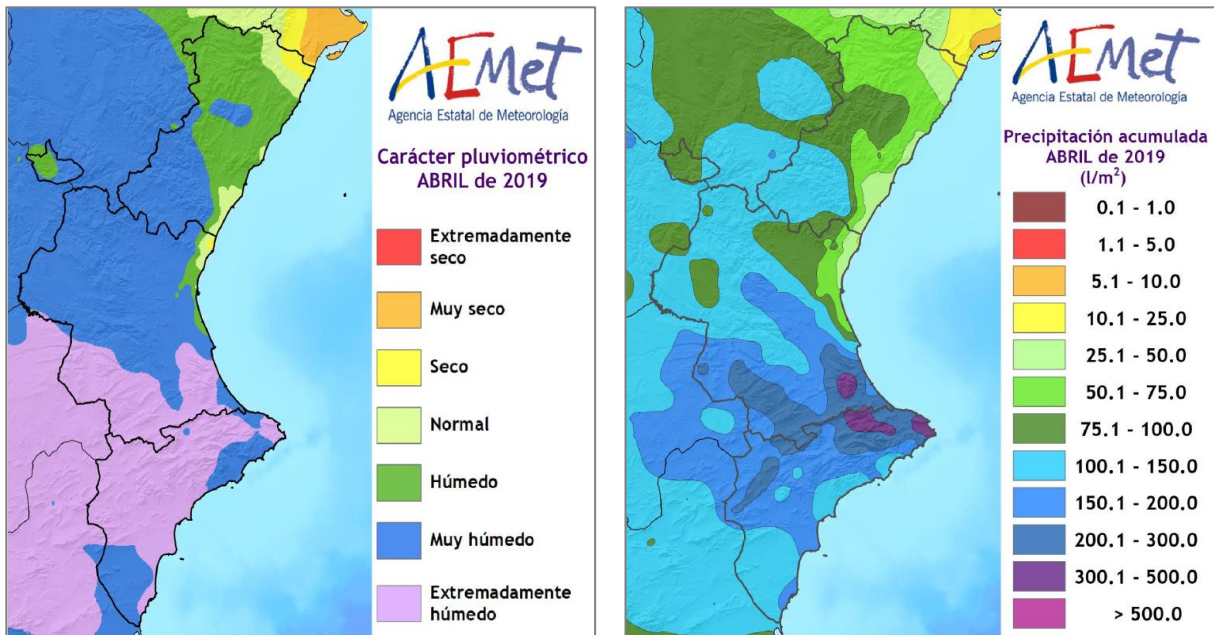 AEMet
Agencia Estatal de Meteorología
Carácter pluviométrico
ABRIL de 2019
Extremadamente
seco
Muy seco
Seco
Normal
Húmedo
Muy húmedo
Extremadamente
húmedo
AEMet
Agencia Estatal de Meteorología
Precipitación acumulada
ABRIL de 2019
(l/m²)
0.1 - 1.0
1.1 - 5.0
5.1 - 10.0
10.1 - 25.0
25.1 - 50.0
50.1 - 75.0
75.1 - 100.0
100.1 - 150.0
150.1 - 200.0
200.1 - 300.0
300.1 - 500.0
> 500.0